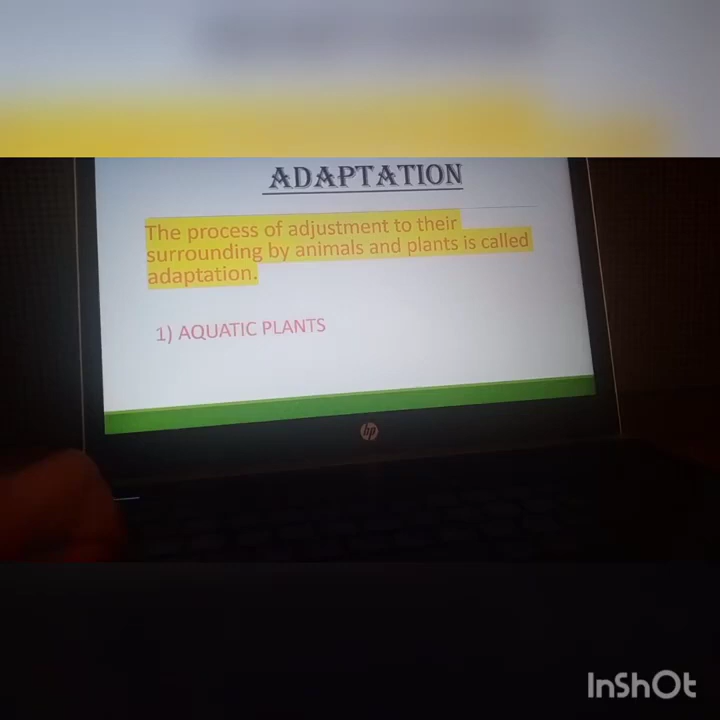 ADAPTATION
The process of adjustment to their
surrounding by animals and plants is called
adaptation.
1) AQUATIC PLANTS
hp
InShOt